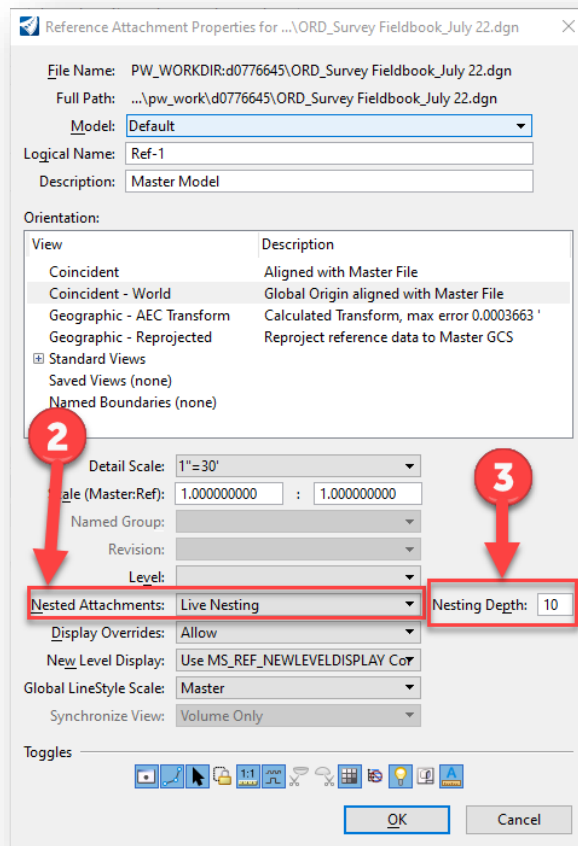 Reference Attachment Properties for ...\ORD_Survey Fieldbook_July 22.dgn
File Name: PW_WORKDIR:d0776645\ORD_Survey Fieldbook_July 22.dgn
Full Path: ...\pw_work\d0776645\ORD_Survey Fieldbook_July 22.dgn
Model: Default
Logical Name: Ref-1
Description: Master Model
Orientation:
View Description
Coincident Aligned with Master File
Coincident - World Global Origin aligned with Master File
Geographic - AEC Transform Calculated Transform, max error 0.0003663 '
Geographic - Reprojected Reproject reference data to Master GCS
Standard Views
Saved Views (none)
Named Boundaries (none)
2
3
Detail Scale: 1"=30'
(Master:Ref): 1.000000000 : 1.000000000
Named Group:
Revision:
Level:
Nested Attachments: Live Nesting Nesting Depth: 10
Display Overrides: Allow
New Level Display: Use MS_REF_NEWLEVELDISPLAY
Global LineStyle Scale: Master
Synchronize View: Volume Only
Toggles
1:1
A
OK Cancel